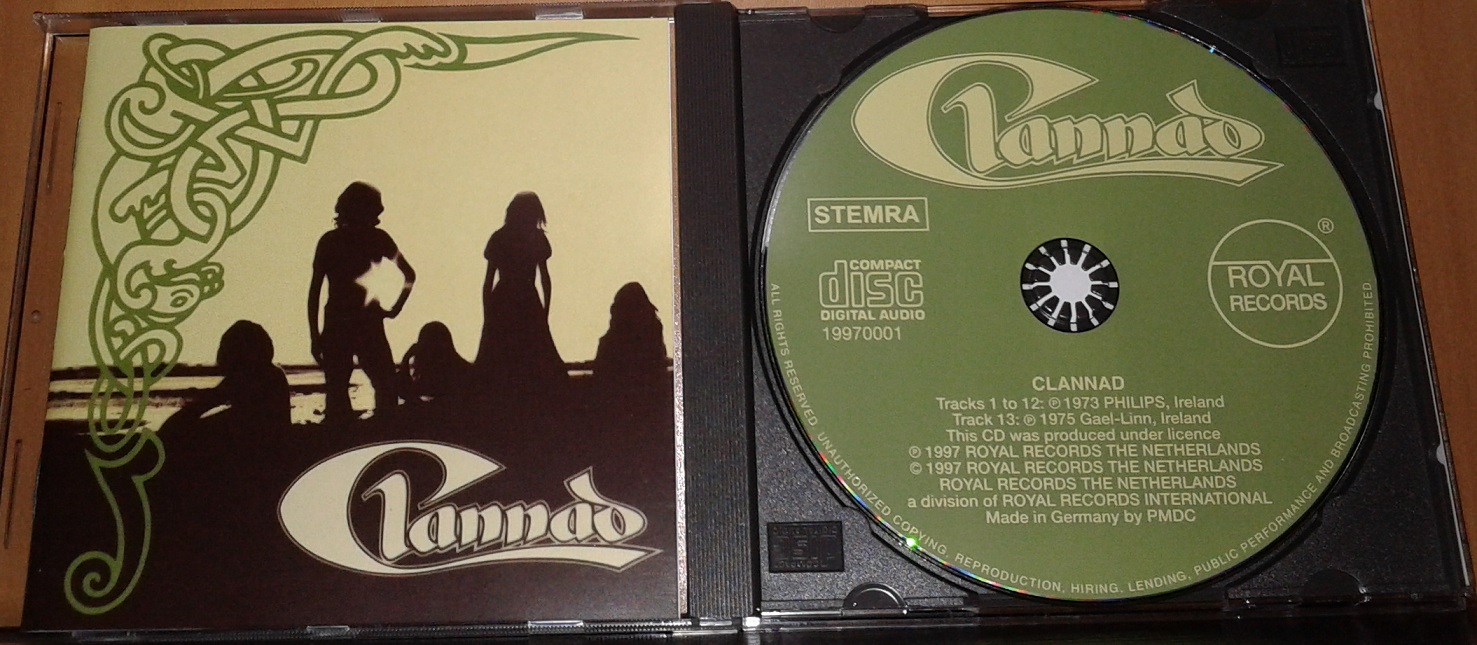 Clannad
Clannad
STEMRA
COMPACT
disc
DIGITAL AUDIO
19970001
®
ROYAL
RECORDS
CLANNAD
Tracks 1 to 12: ℗ 1973 PHILIPS, Ireland
Track 13: ℗ 1975 Gael-Linn, Ireland
This CD was produced under licence
℗ 1997 ROYAL RECORDS THE NETHERLANDS
© 1997 ROYAL RECORDS THE NETHERLANDS
ROYAL RECORDS THE NETHERLANDS
a division of ROYAL RECORDS INTERNATIONAL
Made in Germany by PMDC
ALL RIGHTS RESERVED. UNAUTHORIZED COPYING, REPRODUCTION, HIRING, LENDING, PUBLIC PERFORMANCE AND BROADCASTING PROHIBITED